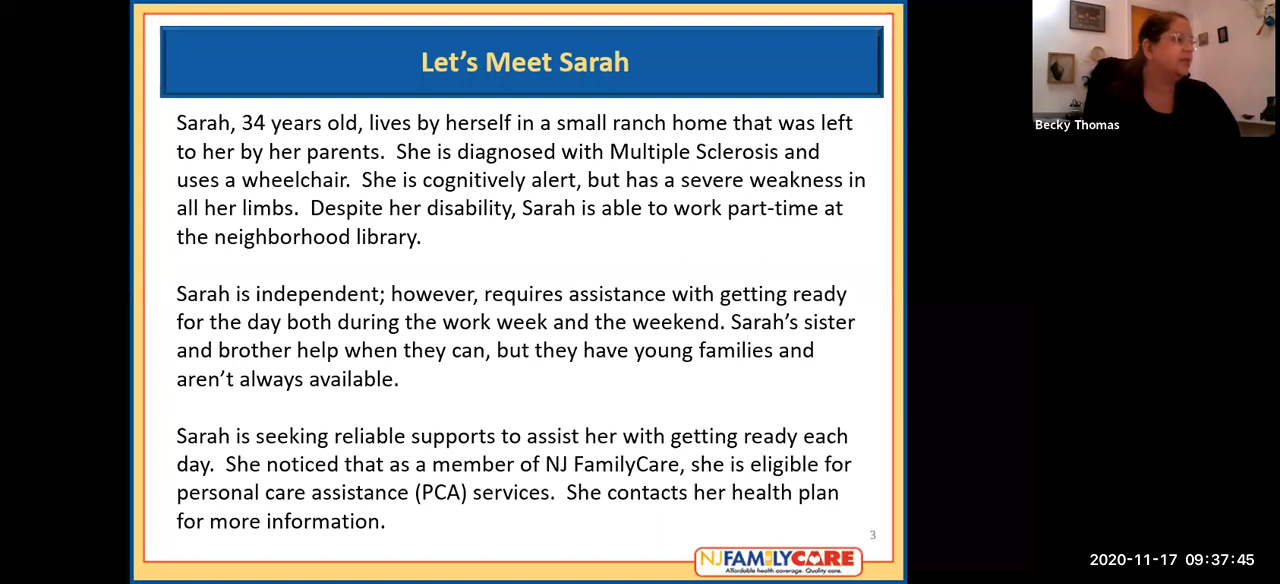 Let's Meet Sarah
Sarah, 34 years old, lives by herself in a small ranch home that was left
to her by her parents.  She is diagnosed with Multiple Sclerosis and
uses a wheelchair.  She is cognitively alert, but has a severe weakness in
all her limbs.  Despite her disability, Sarah is able to work part-time at
the neighborhood library.
Sarah is independent; however, requires assistance with getting ready
for the day both during the work week and the weekend. Sarah's sister
and brother help when they can, but they have young families and
aren't always available.
Sarah is seeking reliable supports to assist her with getting ready each
day.  She noticed that as a member of NJ FamilyCare, she is eligible for
personal care assistance (PCA) services.  She contacts her health plan
for more information.
3
NJFAMILYCARE
Affordable health coverage. Quality care.
Becky Thomas
2020-11-17 09:37:45